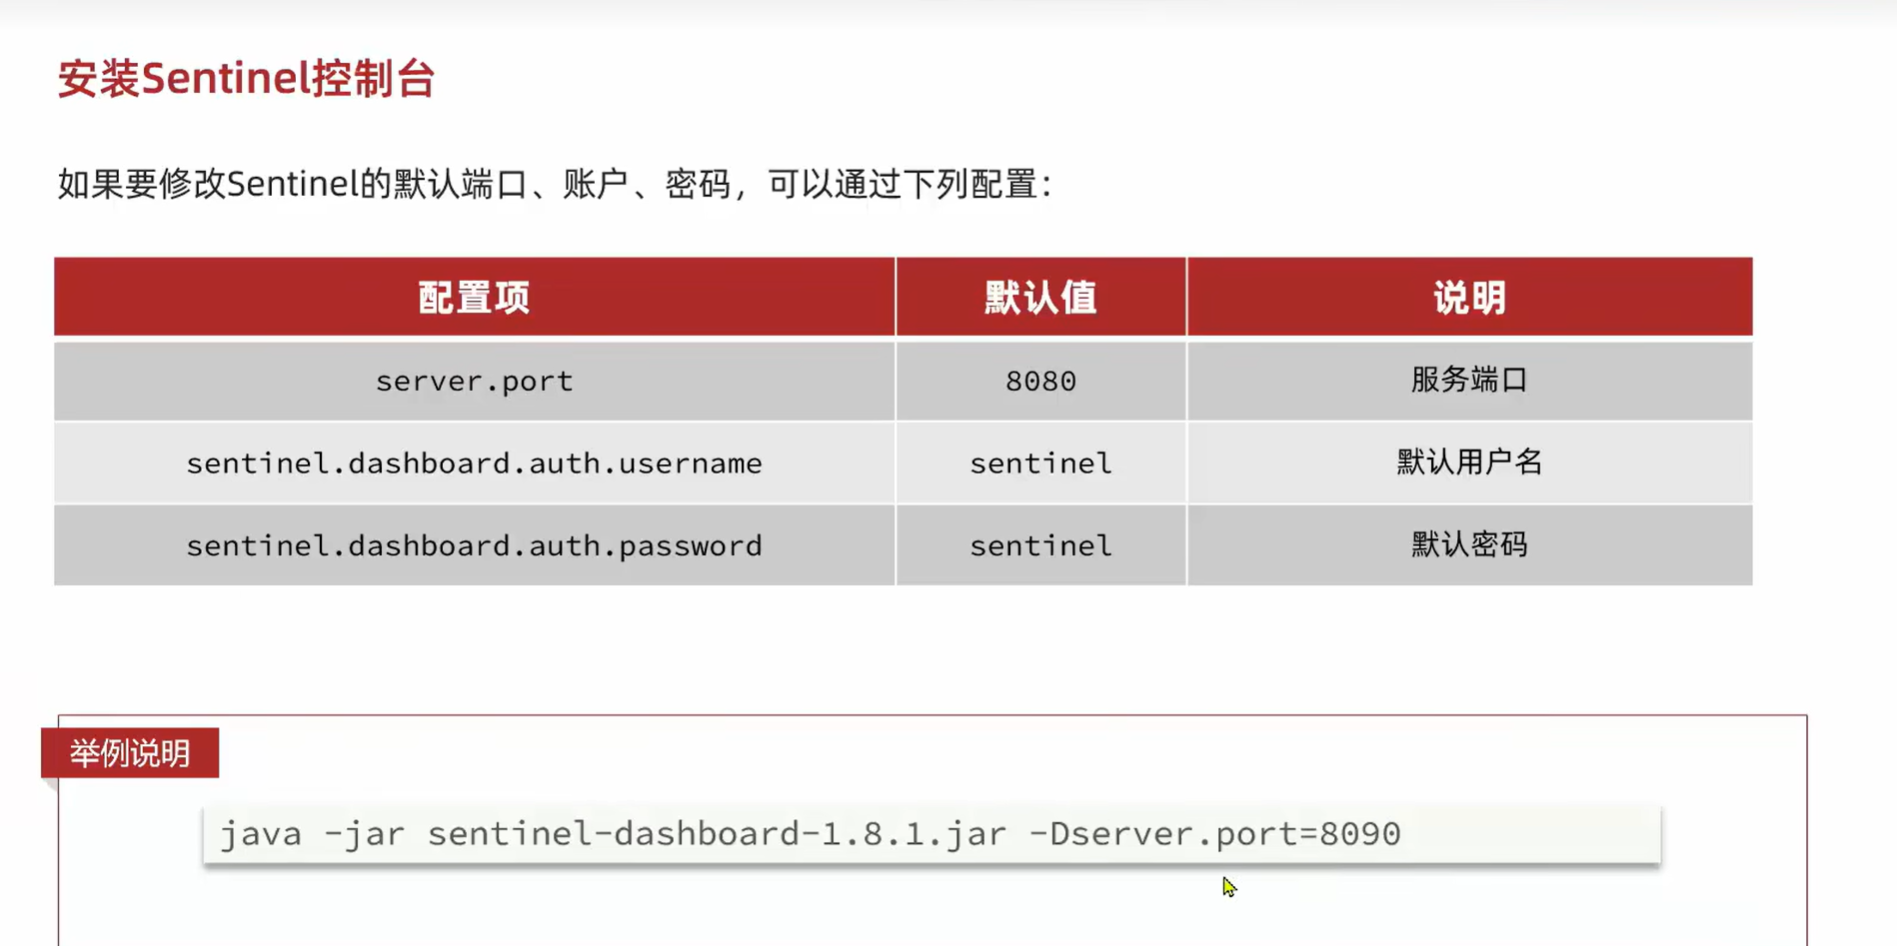 安装Sentinel控制台
如果要修改Sentinel的默认端口、账户、密码，可以通过下列配置：
配置项 默认值 说明
server.port 8080 服务端口
sentinel.dashboard.auth.username sentinel 默认用户名
sentinel.dashboard.auth.password sentinel 默认密码
举例说明
java -jar sentinel-dashboard-1.8.1.jar -Dserver.port=8090